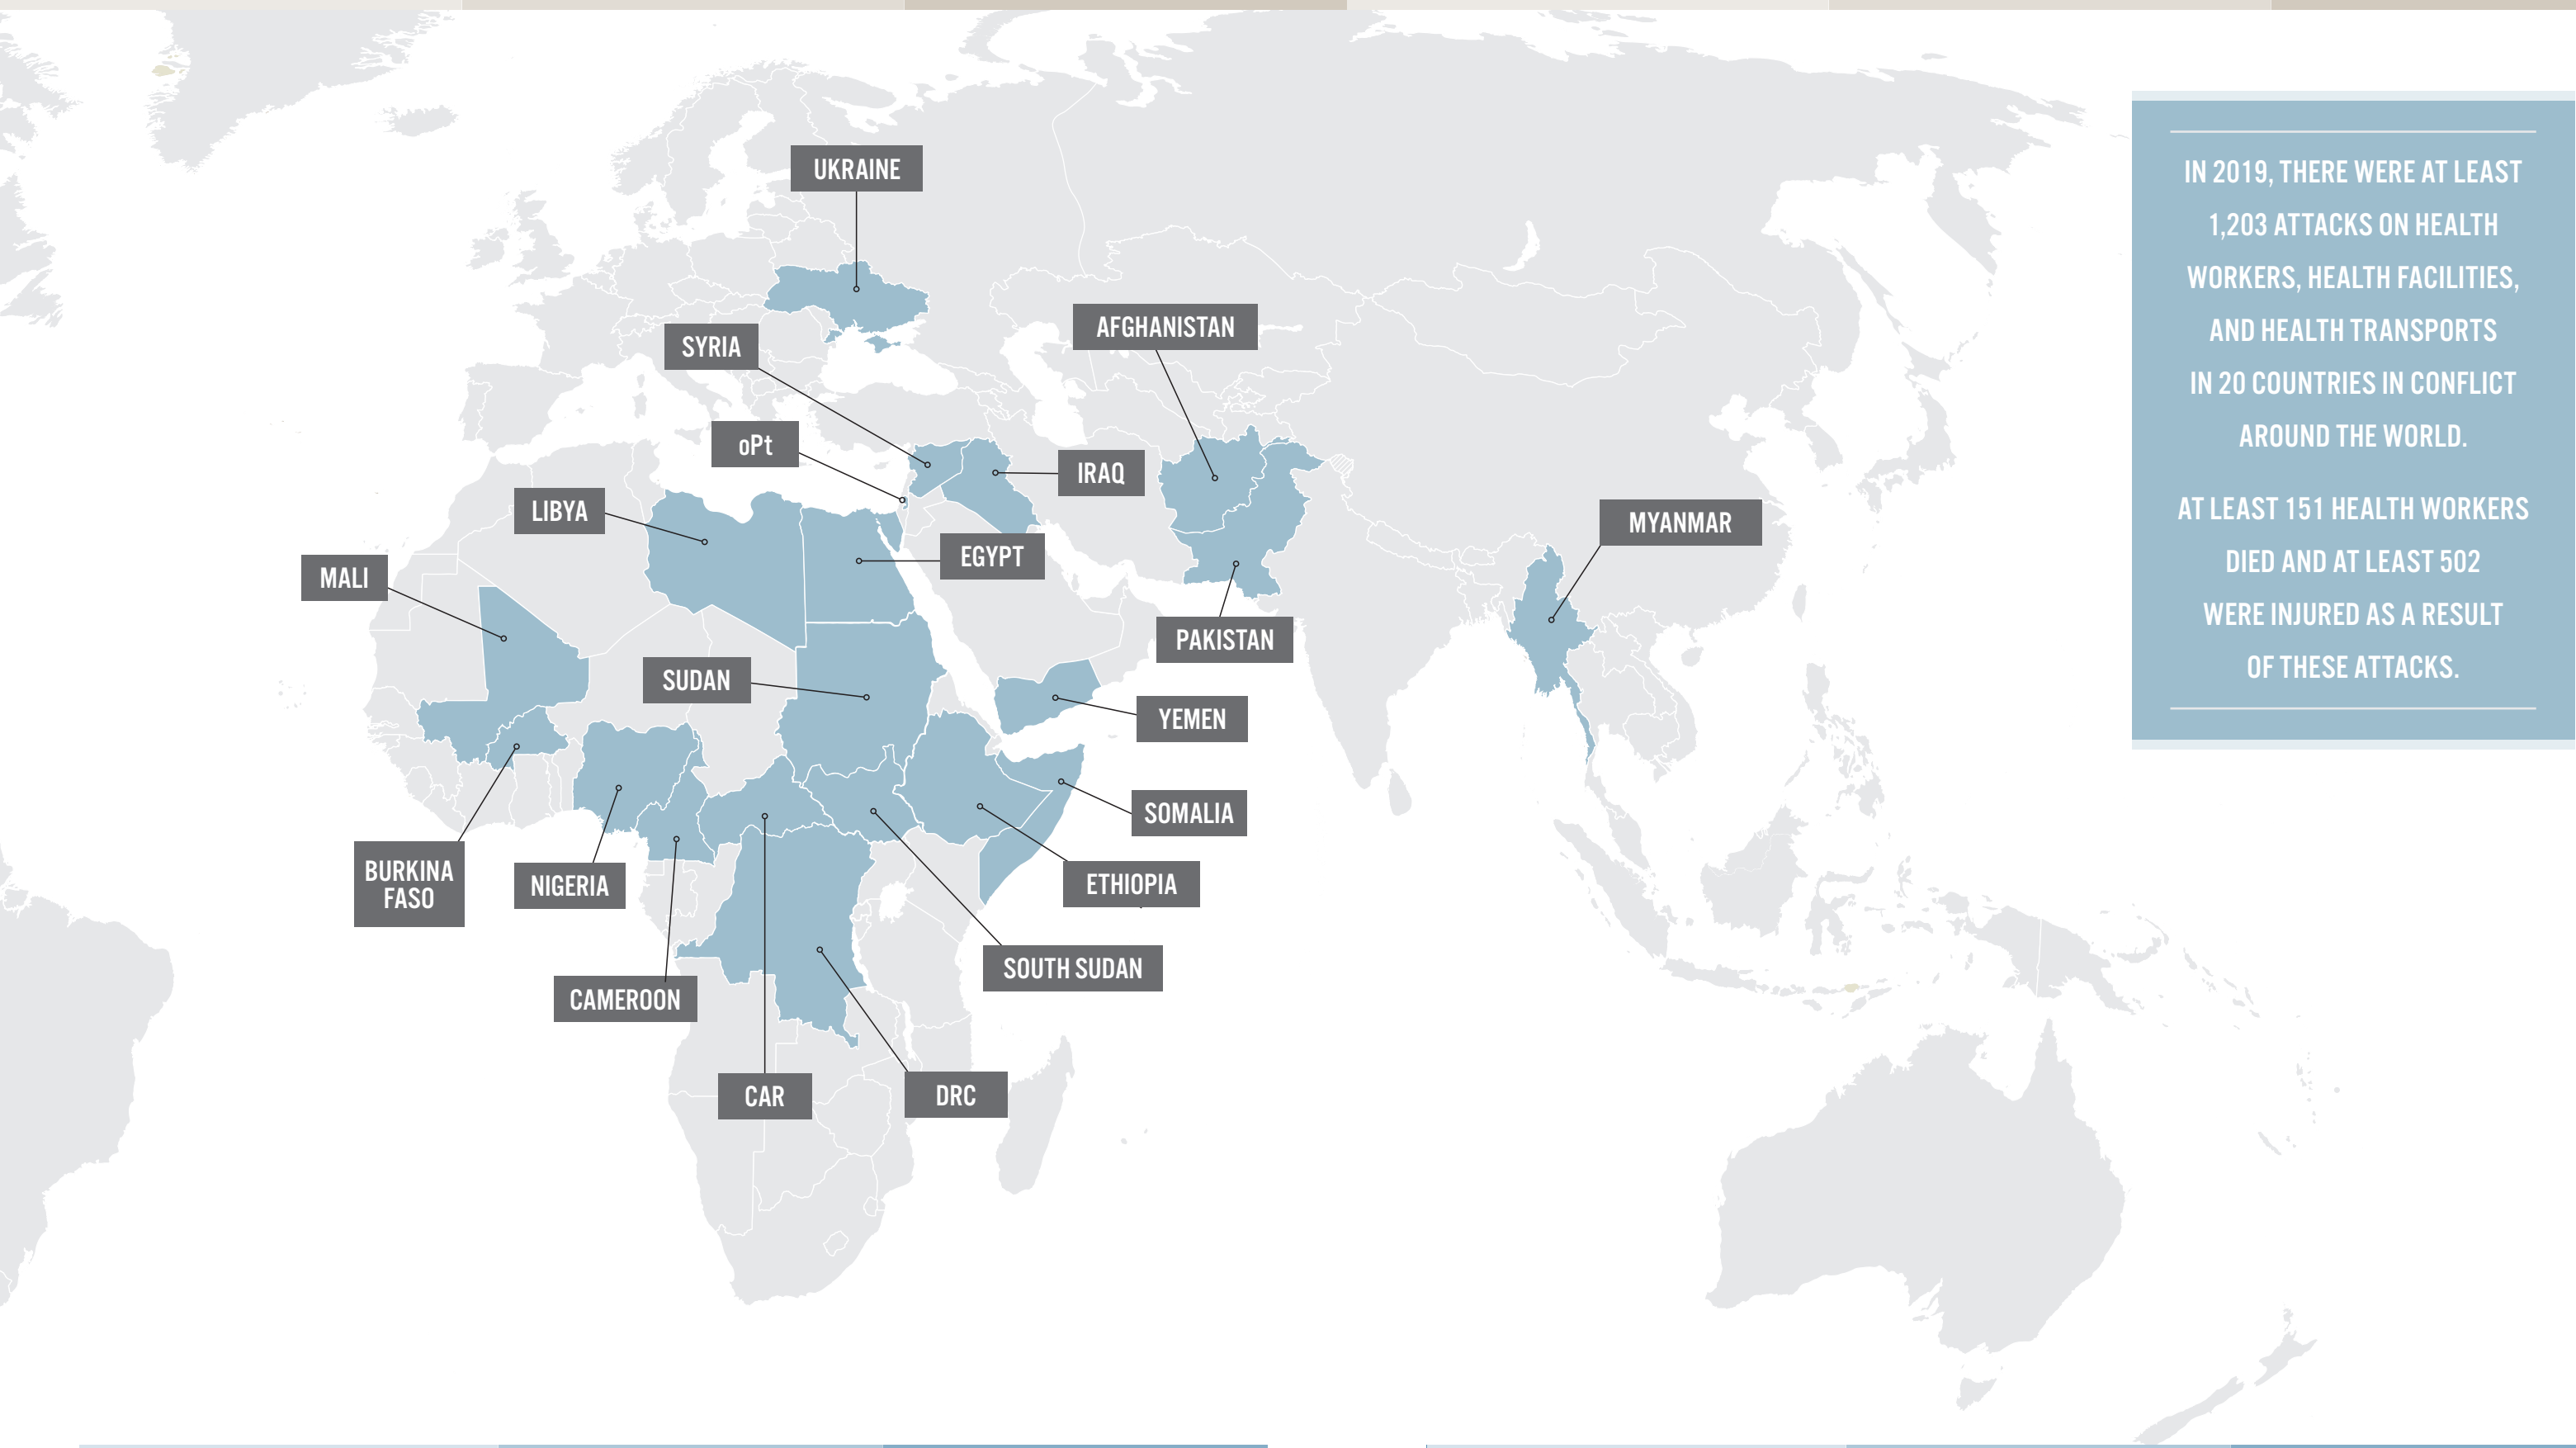 UKRAINE
SYRIA
AFGHANISTAN
oPt
IRAQ
LIBYA
MYANMAR
EGYPT
MALI
PAKISTAN
SUDAN
YEMEN
SOMALIA
BURKINA
FASO
NIGERIA
ETHIOPIA
SOUTH SUDAN
CAMEROON
CAR
DRC
IN 2019, THERE WERE AT LEAST
1,203 ATTACKS ON HEALTH
WORKERS, HEALTH FACILITIES,
AND HEALTH TRANSPORTS
IN 20 COUNTRIES IN CONFLICT
AROUND THE WORLD.
AT LEAST 151 HEALTH WORKERS
DIED AND AT LEAST 502
WERE INJURED AS A RESULT
OF THESE ATTACKS.